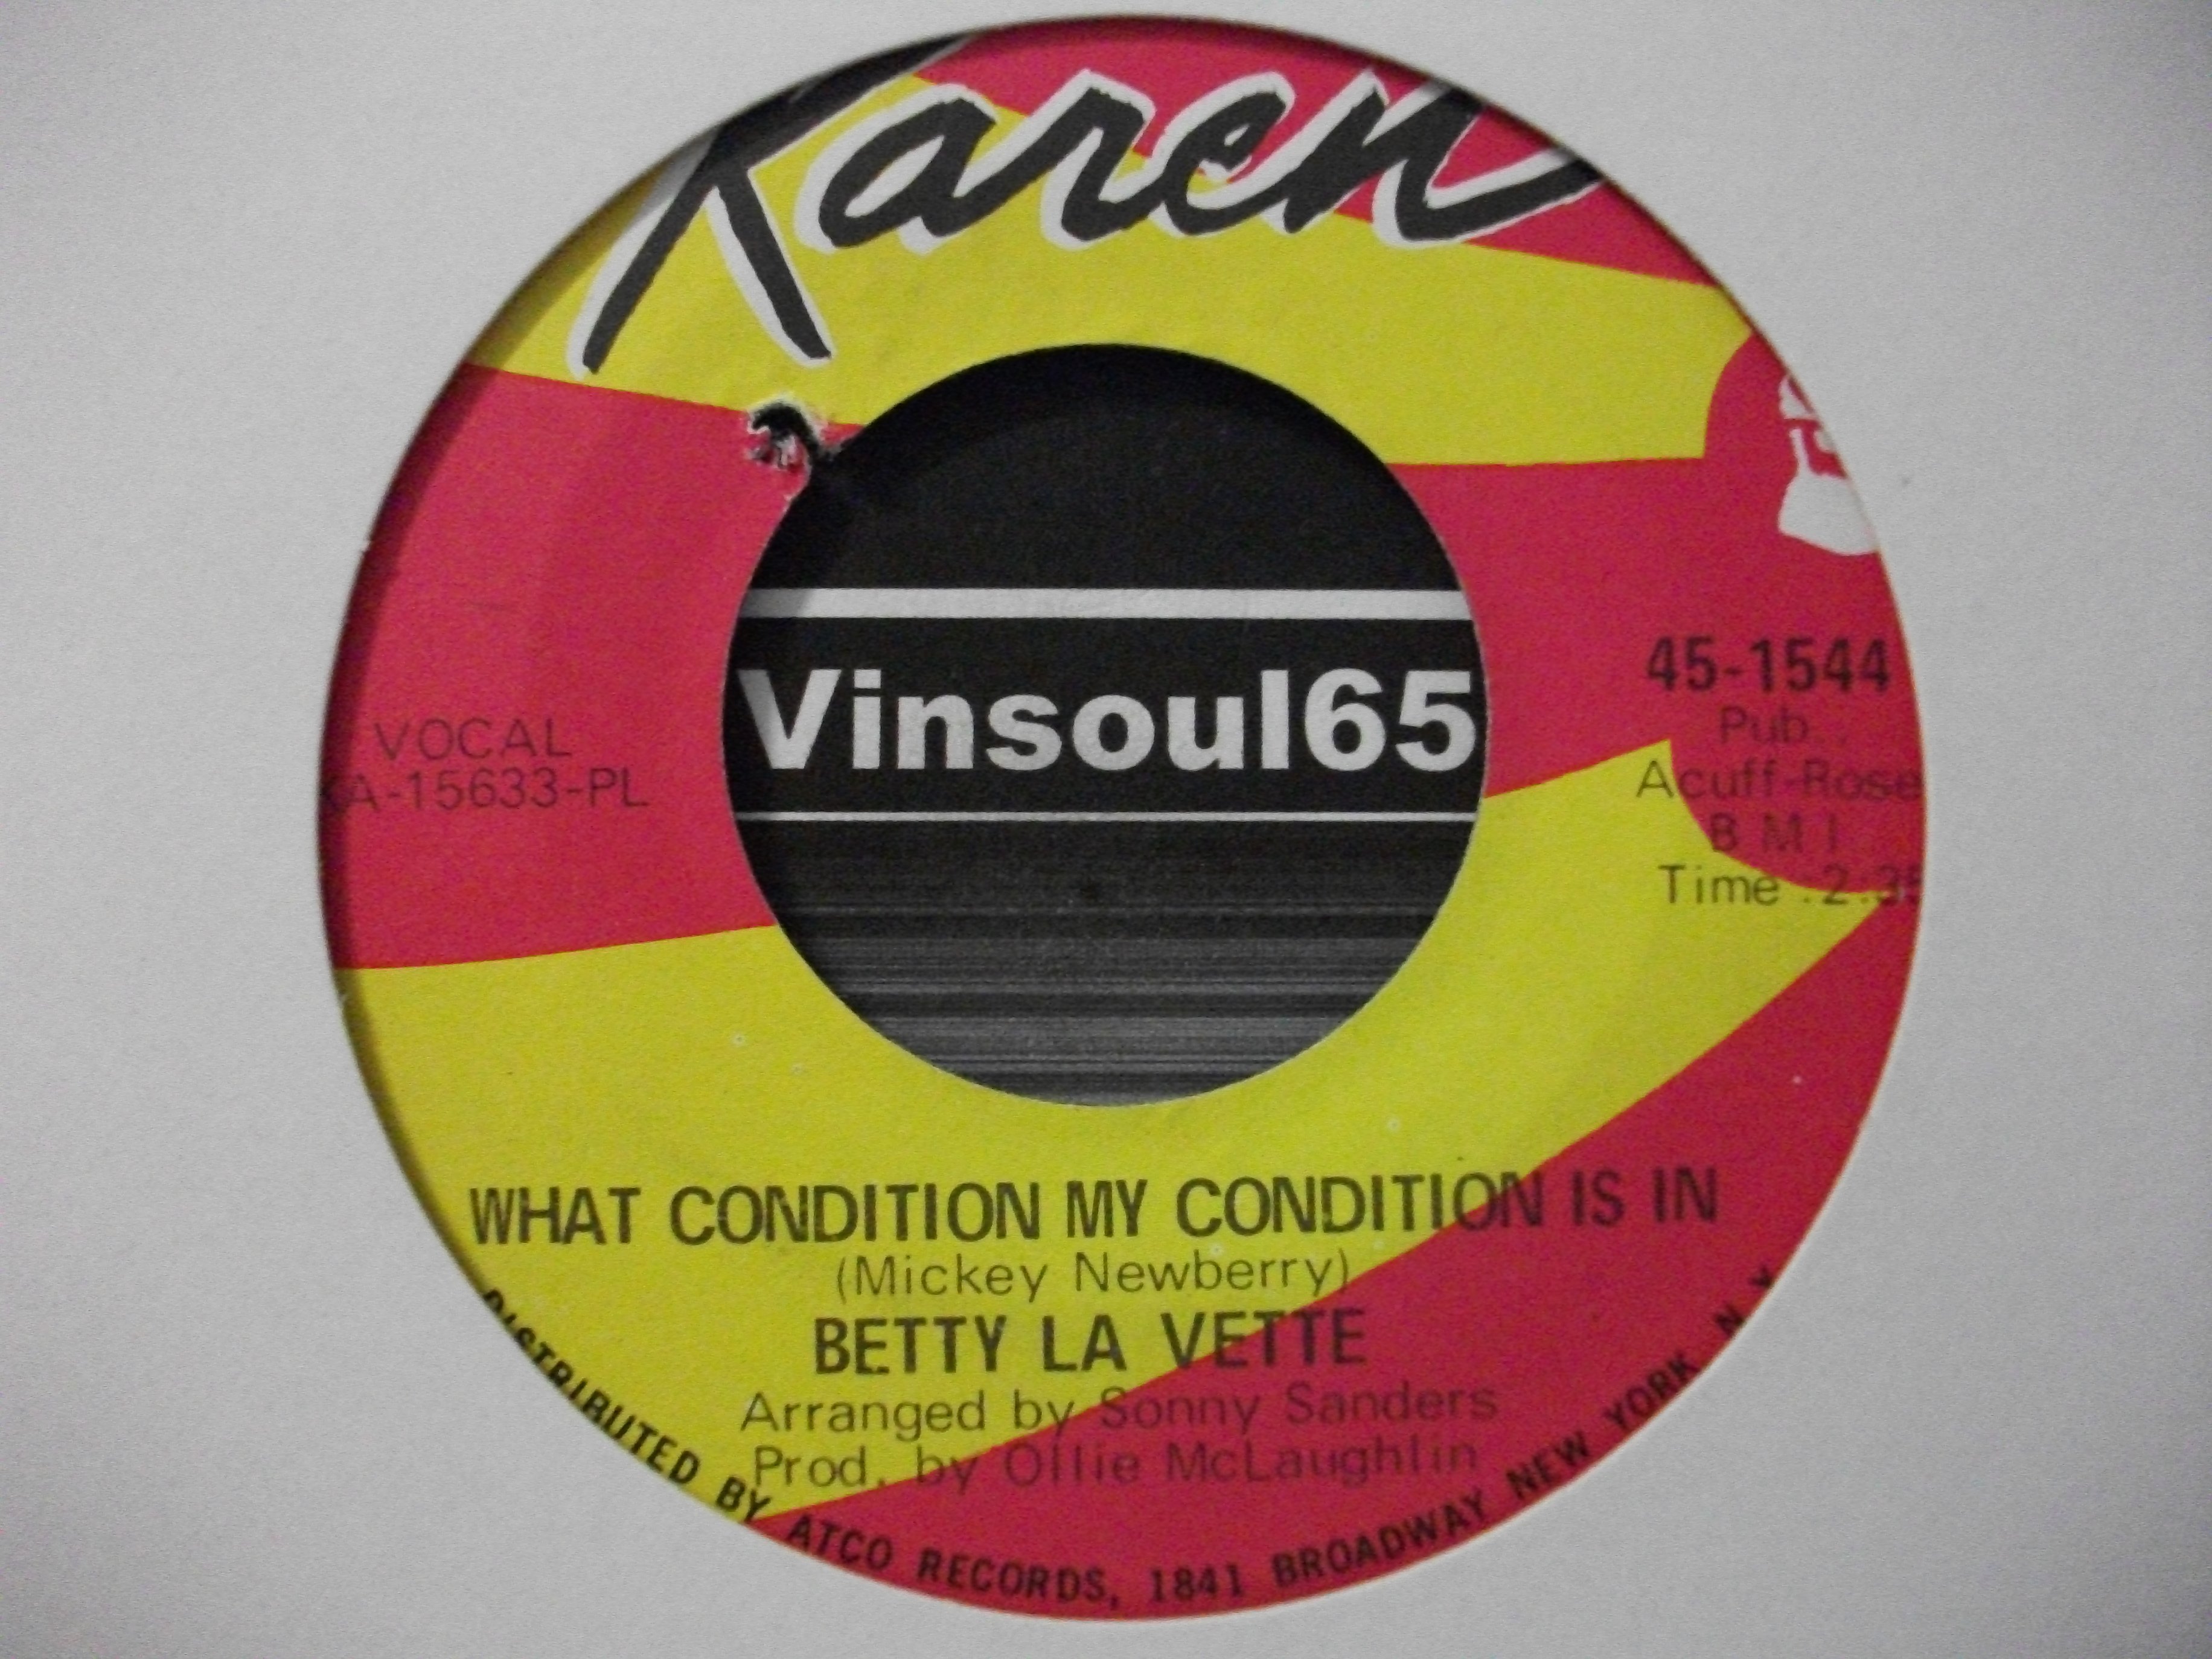 Karen
Vinsoul65
45-1544
Pub.
Acuff-Rose
B M I
VOCAL
KA-15633-PL
WHAT CONDITION MY CONDITION IS IN
(Mickey Newberry)
BETTY LA VETTE
Arranged by Sonny Sanders
Prod. by Ollie McLaughlin
DISTRIBUTED BY ATCO RECORDS, 1841 BROADWAY NEW YORK N Y
Time :2:35